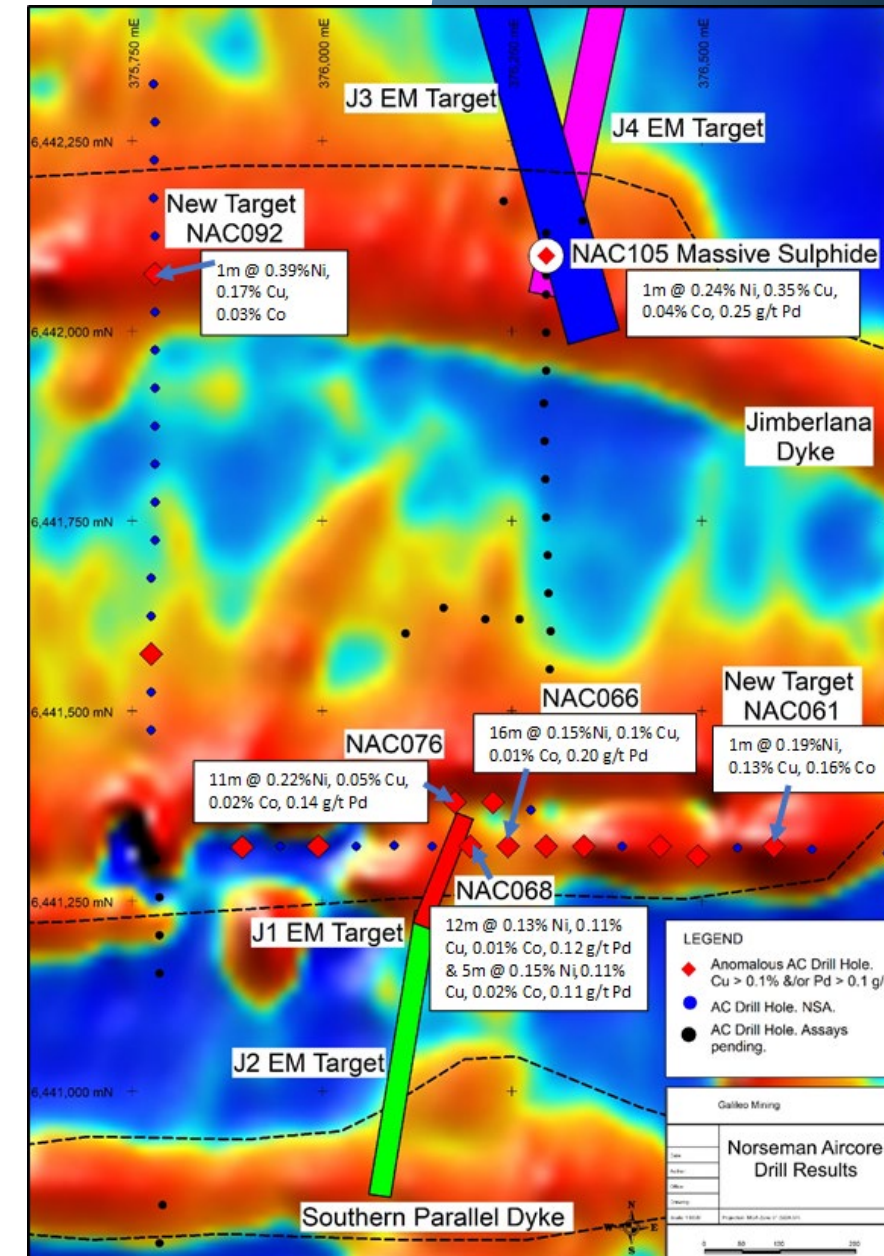 375,750 mE
376,000 mE
376,250 mE
376,500 mE
J3 EM Target
J4 EM Target
6,442,250 mN
New Target
NAC092
1m @ 0.39%Ni,
0.17% Cu,
0.03% Co
NAC105 Massive Sulphide
1m @ 0.24% Ni, 0.35% Cu,
0.04% Co, 0.25 g/t Pd
6,442,000 mN
Jimberlana
Dyke
6,441,750 mN
6,441,500 mN
NAC066
New Target
NAC061
NAC076
16m @ 0.15%Ni, 0.1% Cu,
0.01% Co, 0.20 g/t Pd
1m @ 0.19%Ni,
0.13% Cu, 0.16% Co
11m @ 0.22%Ni, 0.05% Cu,
0.02% Co, 0.14 g/t Pd
6,441,250 mN
NAC068
12m @ 0.13% Ni, 0.11%
Cu, 0.01% Co, 0.12 g/t Pd
& 5m @ 0.15% Ni,0.11%
Cu, 0.02% Co, 0.11 g/t Pd
J1 EM Target
LEGEND
Anomalous AC Drill Hole.
Cu > 0.1% &/or Pd > 0.1 g/
AC Drill Hole. NSA.
AC Drill Hole. Assays
pending.
J2 EM Target
6,441,000 mN
Galileo Mining
Norseman Aircore
Drill Results
Date
Author
Office
Drawing
Southern Parallel Dyke
N
W
E
S
0
50
100
200